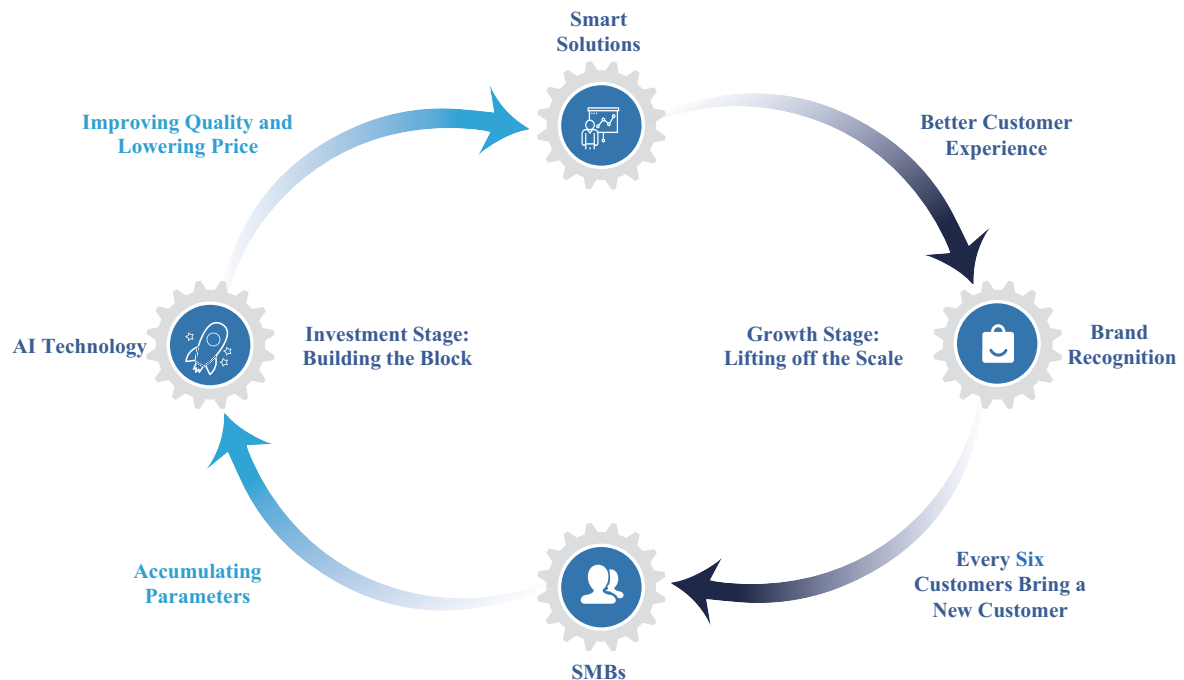 Smart
Solutions
Improving Quality and
Lowering Price
Better Customer
Experience
AI Technology
Investment Stage:
Building the Block
Growth Stage:
Lifting off the Scale
Brand
Recognition
Accumulating
Parameters
Every Six
Customers Bring a
New Customer
SMBs